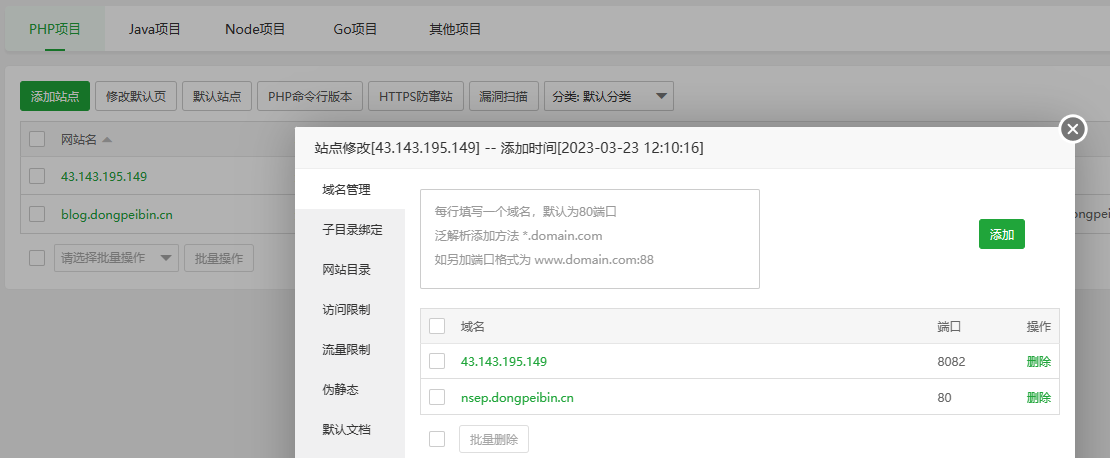 PHP项目 Java项目 Node项目 Go项目 其他项目
添加站点 修改默认页 默认站点 PHP命令行版本 HTTPS防窜站 漏洞扫描 分类: 默认分类
网站名
43.143.195.149
blog.dongpeibin.cn
请选择批量操作 批量操作
站点修改[43.143.195.149] -- 添加时间[2023-03-23 12:10:16]
域名管理
子目录绑定
网站目录
访问限制
流量限制
伪静态
默认文档
每行填写一个域名，默认为80端口
泛解析添加方法 *.domain.com
如另加端口格式为 www.domain.com:88
添加
域名 端口 操作
43.143.195.149 8082 删除
nsep.dongpeibin.cn 80 删除
批量删除